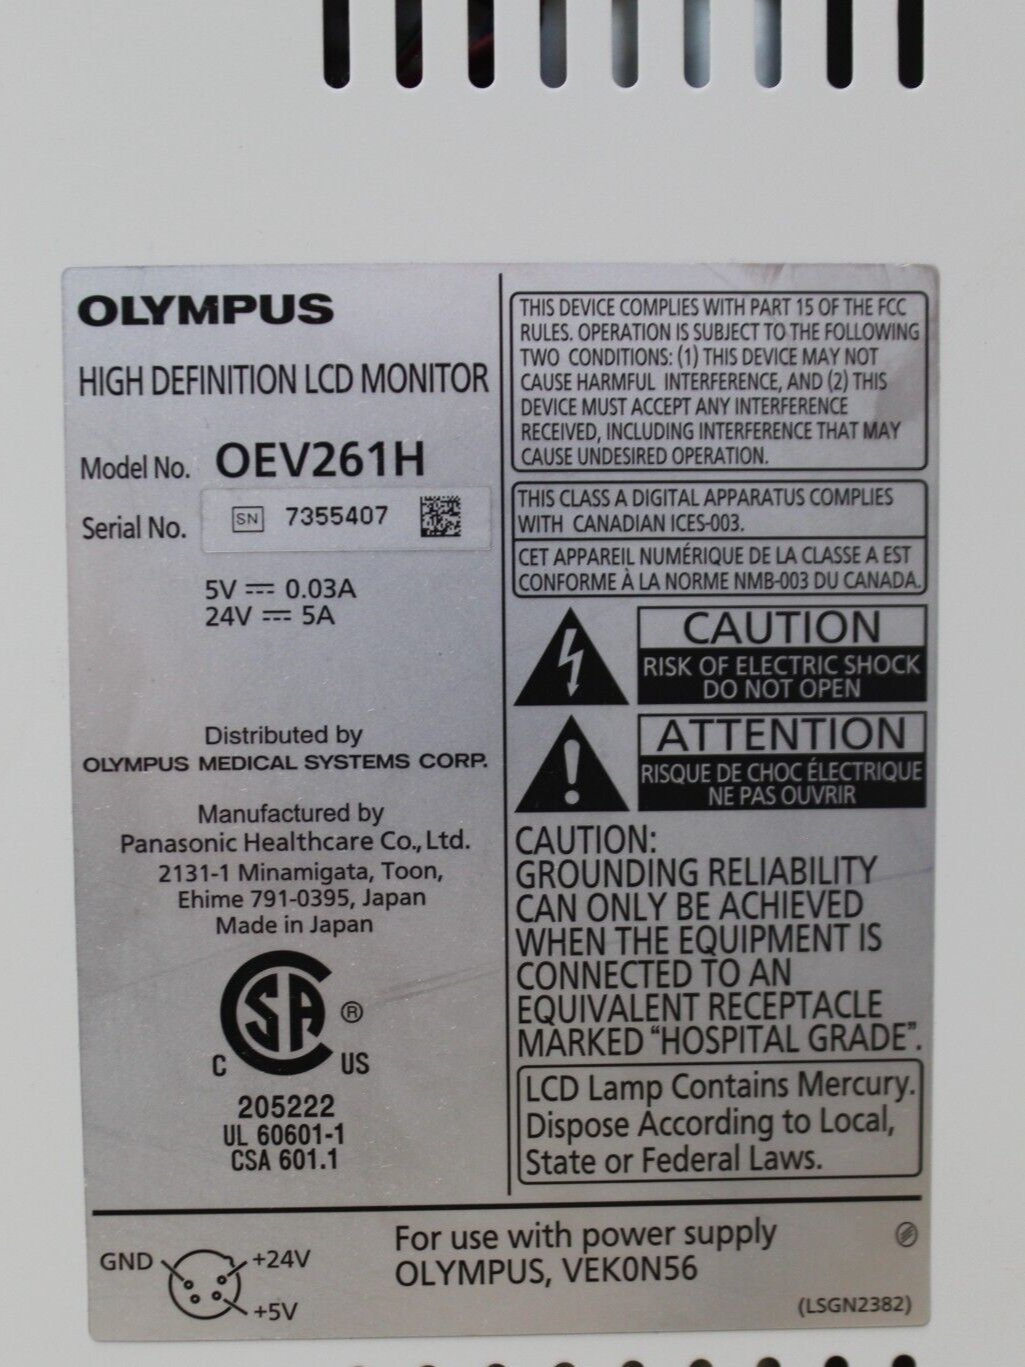 OLYMPUS
HIGH DEFINITION LCD MONITOR
Model No. OEV261H
Serial No. SN 7355407
5V ⎓ 0.03A
24V ⎓ 5A
Distributed by
OLYMPUS MEDICAL SYSTEMS CORP.
Manufactured by
Panasonic Healthcare Co., Ltd.
2131-1 Minamigata, Toon,
Ehime 791-0395, Japan
Made in Japan
CSA ®
C US
205222
UL 60601-1
CSA 601.1
THIS DEVICE COMPLIES WITH PART 15 OF THE FCC
RULES. OPERATION IS SUBJECT TO THE FOLLOWING
TWO CONDITIONS: (1) THIS DEVICE MAY NOT
CAUSE HARMFUL INTERFERENCE, AND (2) THIS
DEVICE MUST ACCEPT ANY INTERFERENCE
RECEIVED, INCLUDING INTERFERENCE THAT MAY
CAUSE UNDESIRED OPERATION.
THIS CLASS A DIGITAL APPARATUS COMPLIES
WITH CANADIAN ICES-003.
CET APPAREIL NUMÉRIQUE DE LA CLASSE A EST
CONFORME À LA NORME NMB-003 DU CANADA.
CAUTION
RISK OF ELECTRIC SHOCK
DO NOT OPEN
ATTENTION
RISQUE DE CHOC ÉLECTRIQUE
NE PAS OUVRIR
CAUTION:
GROUNDING RELIABILITY
CAN ONLY BE ACHIEVED
WHEN THE EQUIPMENT IS
CONNECTED TO AN
EQUIVALENT RECEPTACLE
MARKED “HOSPITAL GRADE”.
LCD Lamp Contains Mercury.
Dispose According to Local,
State or Federal Laws.
GND +24V
+5V
For use with power supply
OLYMPUS, VEK0N56
(LSGN2382)